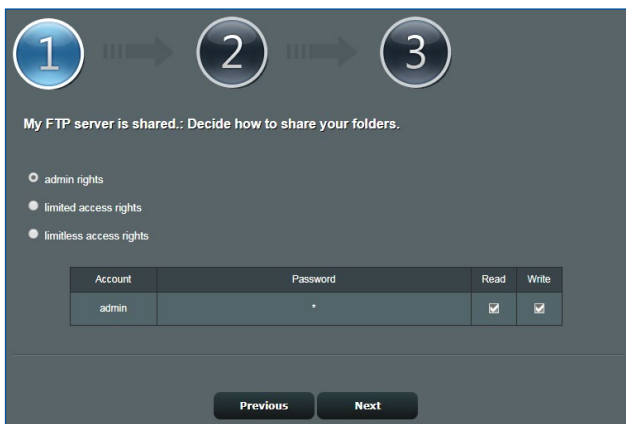 1 2 3
My FTP server is shared.: Decide how to share your folders.
admin rights
limited access rights
limitless access rights
Account Password Read Write
admin *
Previous Next